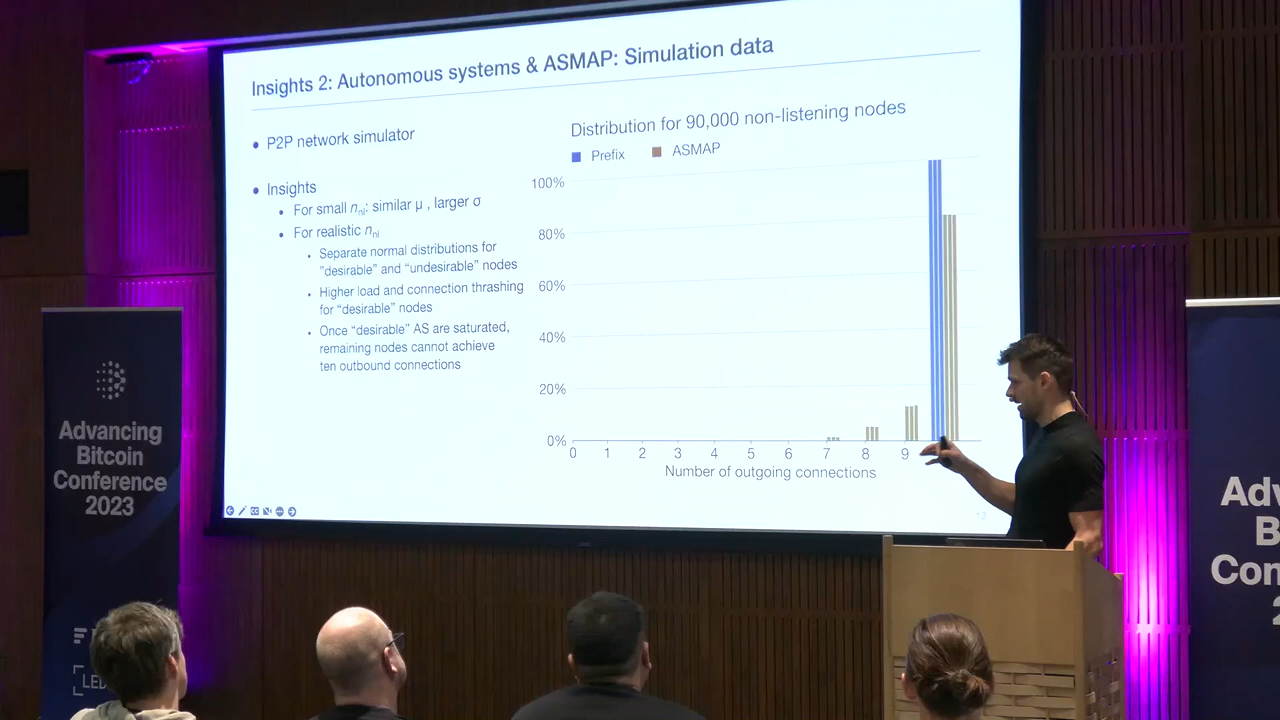 Insights 2: Autonomous systems & ASMAP: Simulation data
• P2P network simulator
• Insights
• For small nnl: similar μ , larger σ
• For realistic nnl
• Separate normal distributions for
"desirable" and "undesirable" nodes
• Higher load and connection thrashing
for "desirable" nodes
• Once "desirable" AS are saturated,
remaining nodes cannot achieve
ten outbound connections
Distribution for 90,000 non-listening nodes
Prefix ASMAP
100%
80%
60%
40%
20%
0%
0 1 2 3 4 5 6 7 8 9
Number of outgoing connections
Advancing
Bitcoin
Conference
2023
LED
Adv
B
Con
2